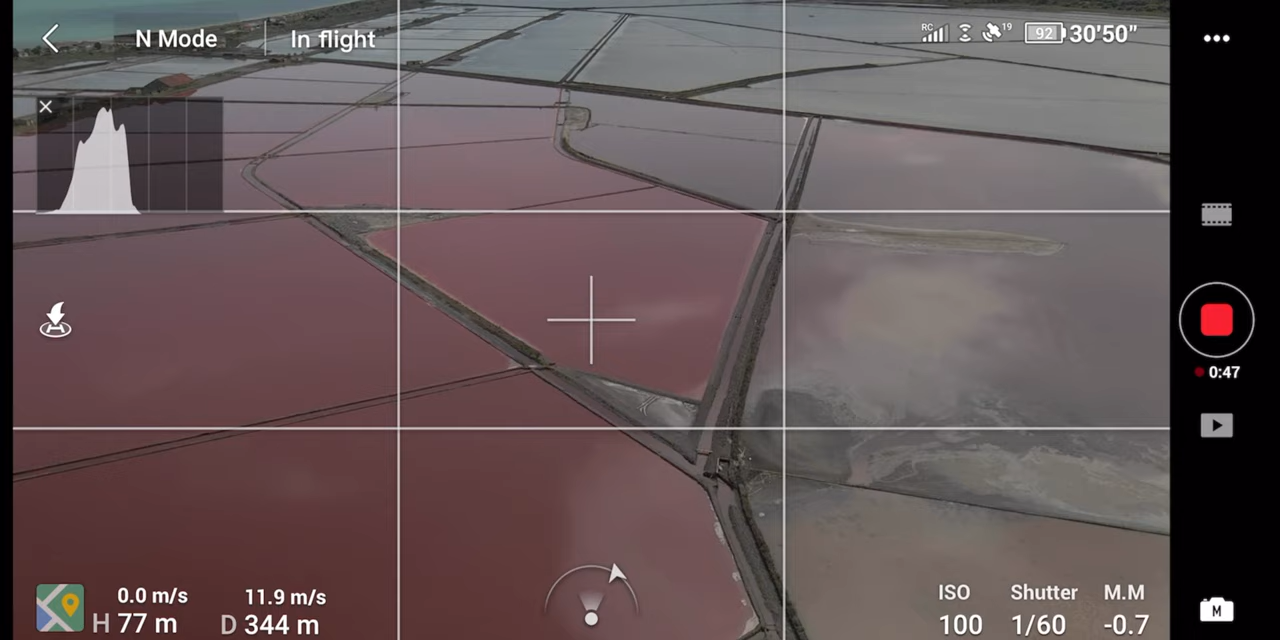 N Mode
In flight
RC
19
92
30'50"
0:47
0.0 m/s
11.9 m/s
H 77 m
D 344 m
ISO
Shutter
M.M
100
1/60
-0.7
M